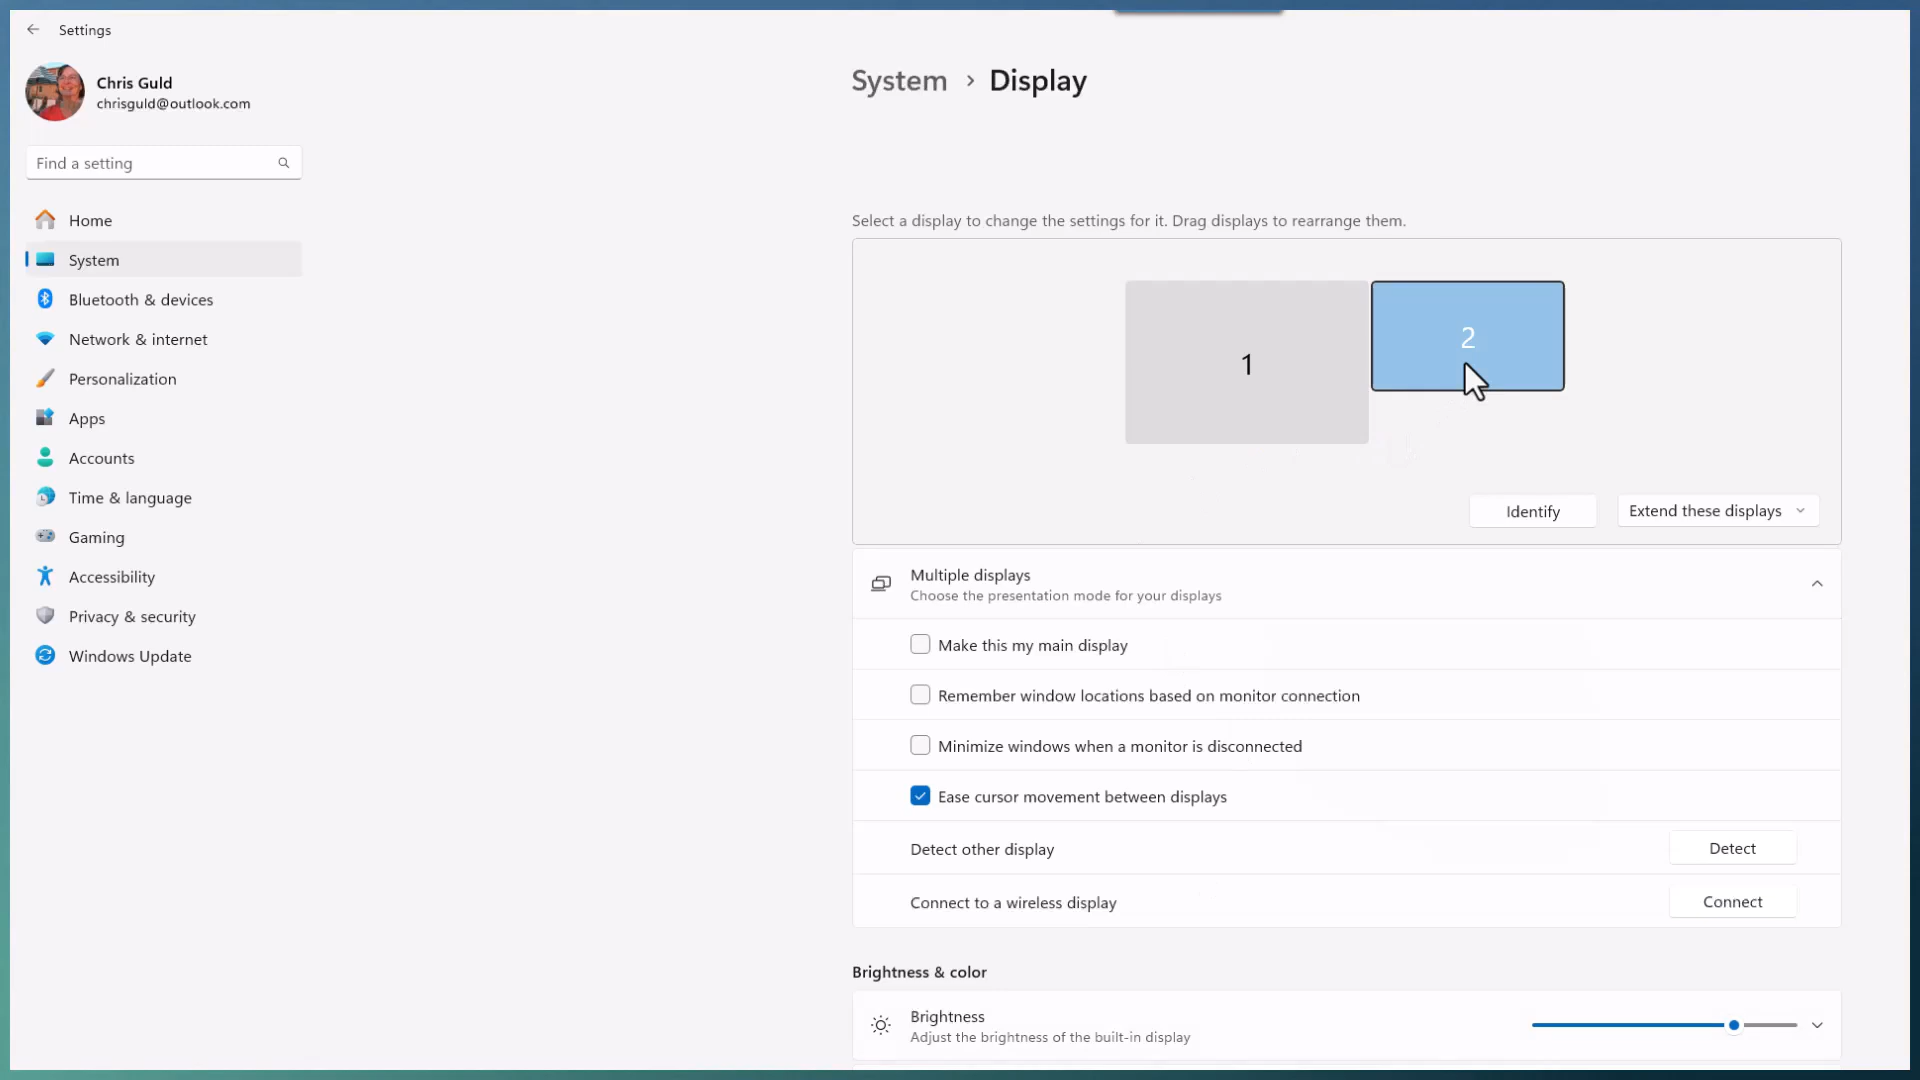 Settings
Chris Guld
chrisguld@outlook.com
Find a setting
Home
System
Bluetooth & devices
Network & internet
Personalization
Apps
Accounts
Time & language
Gaming
Accessibility
Privacy & security
Windows Update
System › Display
Select a display to change the settings for it. Drag displays to rearrange them.
1
2
Identify
Extend these displays
Multiple displays
Choose the presentation mode for your displays
Make this my main display
Remember window locations based on monitor connection
Minimize windows when a monitor is disconnected
Ease cursor movement between displays
Detect other display
Detect
Connect to a wireless display
Connect
Brightness & color
Brightness
Adjust the brightness of the built-in display